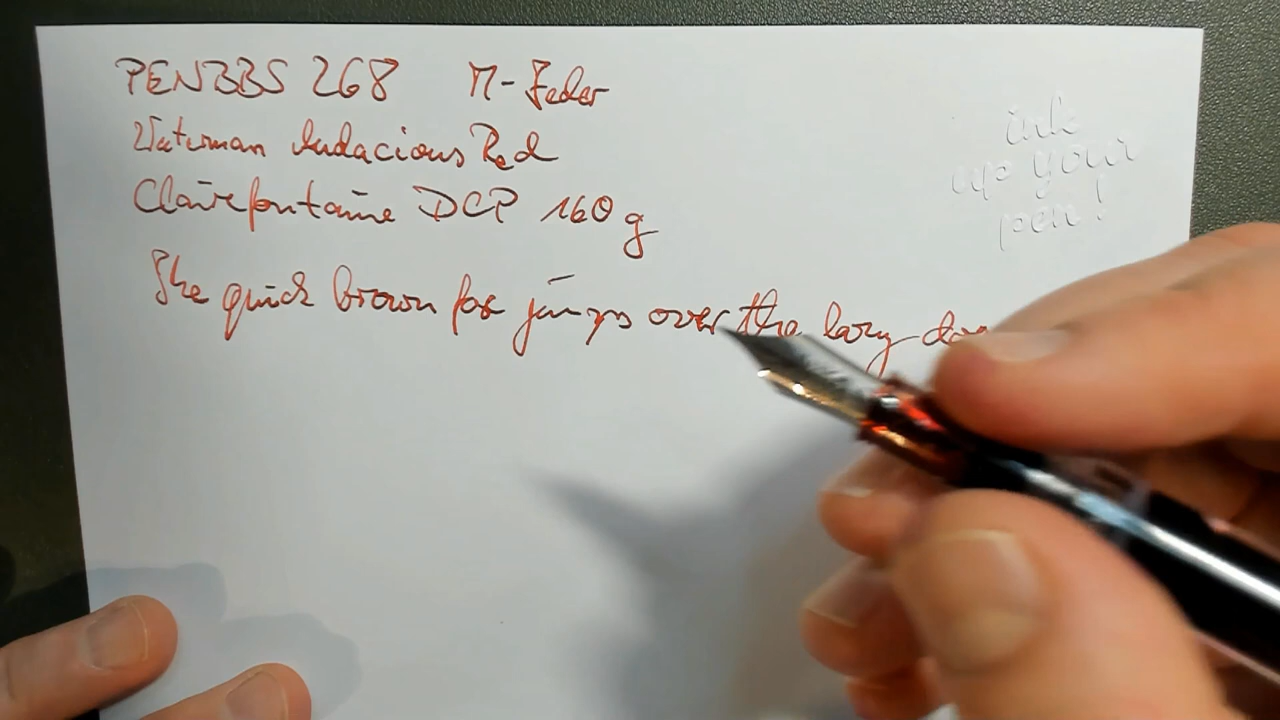 PENBBS 268 M-Feder
Waterman Audacious Red
Clairefontaine DCP 160 g
The quick brown fox jumps over the lazy dog
ink
up your
pen!